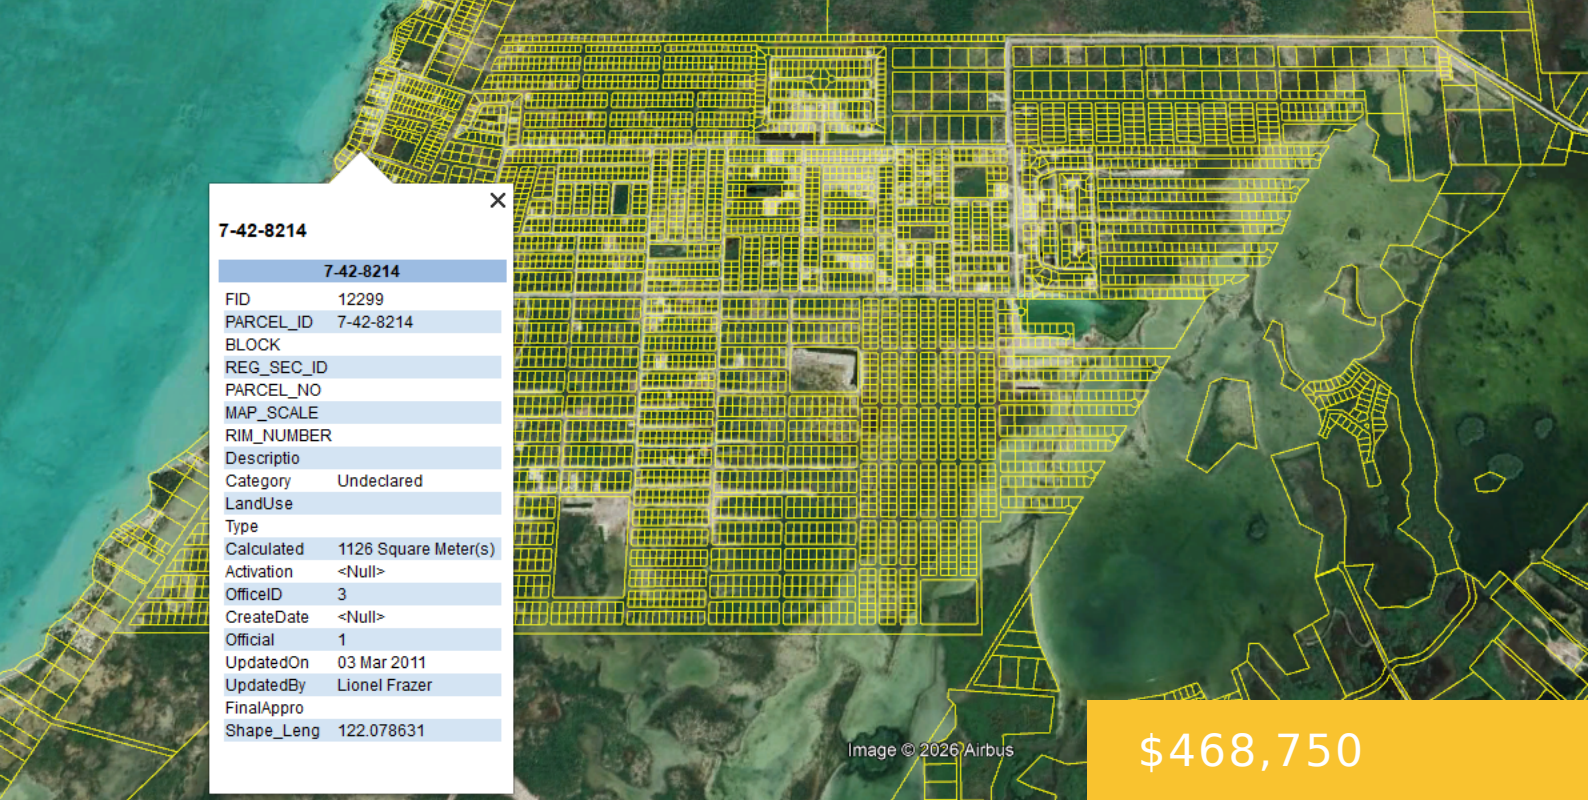 7-42-8214
7-42-8214
FID 12299
PARCEL_ID 7-42-8214
BLOCK
REG_SEC_ID
PARCEL_NO
MAP_SCALE
RIM_NUMBER
Descriptio
Category Undeclared
LandUse
Type
Calculated 1126 Square Meter(s)
Activation <Null>
OfficeID 3
CreateDate <Null>
Official 1
UpdatedOn 03 Mar 2011
UpdatedBy Lionel Frazer
FinalAppro
Shape_Leng 122.078631
Image © 2026 Airbus
$468,750